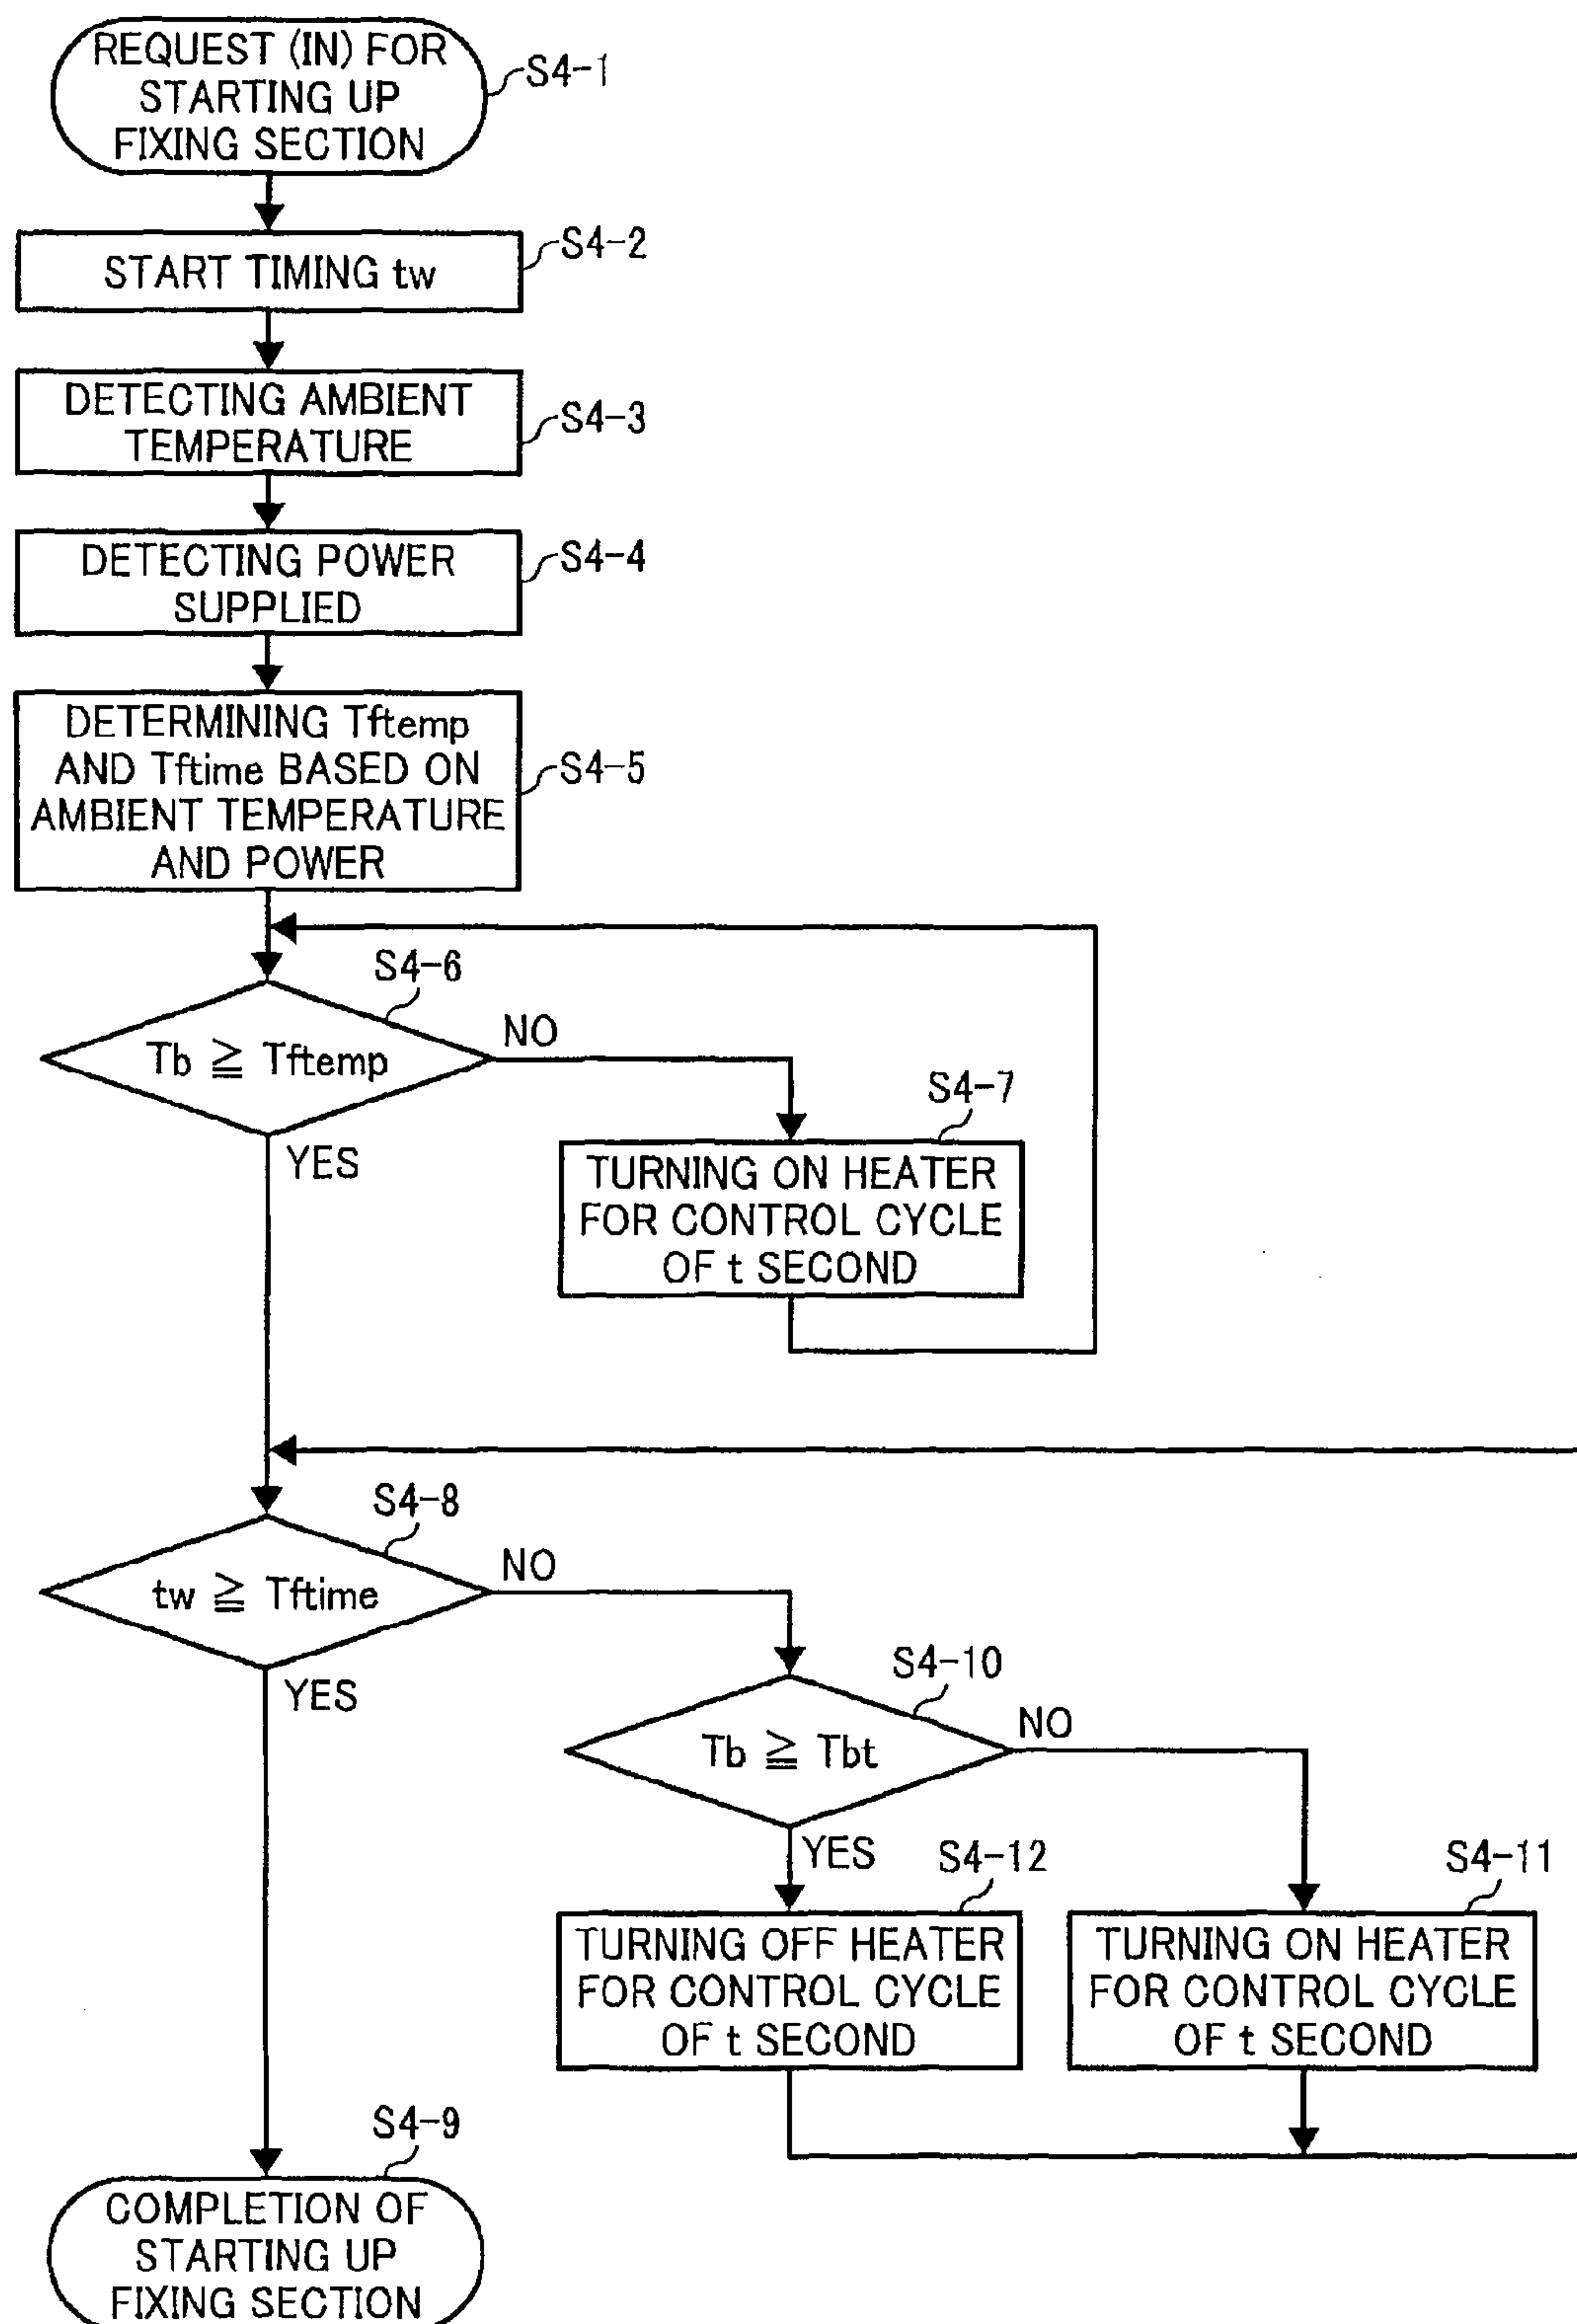 REQUEST (IN) FOR
STARTING UP
FIXING SECTION
S4-1
START TIMING tw
S4-2
DETECTING AMBIENT
TEMPERATURE
S4-3
DETECTING POWER
SUPPLIED
S4-4
DETERMINING Tftemp
AND Tftime BASED ON
AMBIENT TEMPERATURE
AND POWER
S4-5
S4-6
Tb ≧ Tftemp
NO
YES
S4-7
TURNING ON HEATER
FOR CONTROL CYCLE
OF t SECOND
S4-8
tw ≧ Tftime
NO
YES
S4-10
Tb ≧ Tbt
NO
YES
S4-12
TURNING OFF HEATER
FOR CONTROL CYCLE
OF t SECOND
S4-11
TURNING ON HEATER
FOR CONTROL CYCLE
OF t SECOND
S4-9
COMPLETION OF
STARTING UP
FIXING SECTION